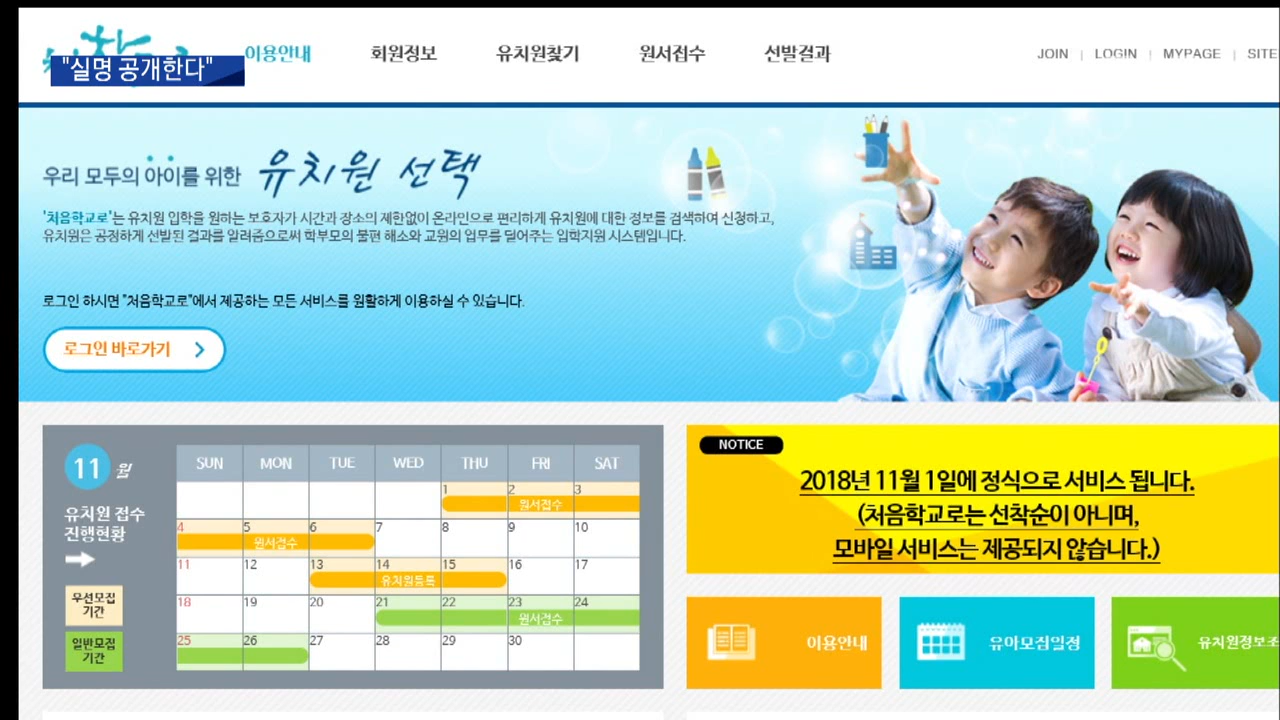 "실명 공개한다"
이용안내 회원정보 유치원찾기 원서접수 선발결과 JOIN | LOGIN | MYPAGE | SITE
우리 모두의 아이를 위한 유치원 선택
'처음학교로'는 유치원 입학을 원하는 보호자가 시간과 장소의 제한없이 온라인으로 편리하게 유치원에 대한 정보를 검색하여 신청하고,
유치원은 공정하게 선발된 결과를 알려줌으로써 학부모의 불편 해소와 교원의 업무를 덜어주는 입학지원 시스템입니다.
로그인 하시면 "처음학교로"에서 제공하는 모든 서비스를 원활하게 이용하실 수 있습니다.
로그인 바로가기
11 월
유치원 접수
진행현황
우선모집
기간
일반모집
기간
SUN MON TUE WED THU FRI SAT
1 2 3
원서접수
4 5 6 7 8 9 10
원서접수
11 12 13 14 15 16 17
유치원등록
18 19 20 21 22 23 24
원서접수
25 26 27 28 29 30
NOTICE
2018년 11월 1일에 정식으로 서비스 됩니다.
(처음학교로는 선착순이 아니며,
모바일 서비스는 제공되지 않습니다.)
이용안내
유아모집일정
유치원정보조